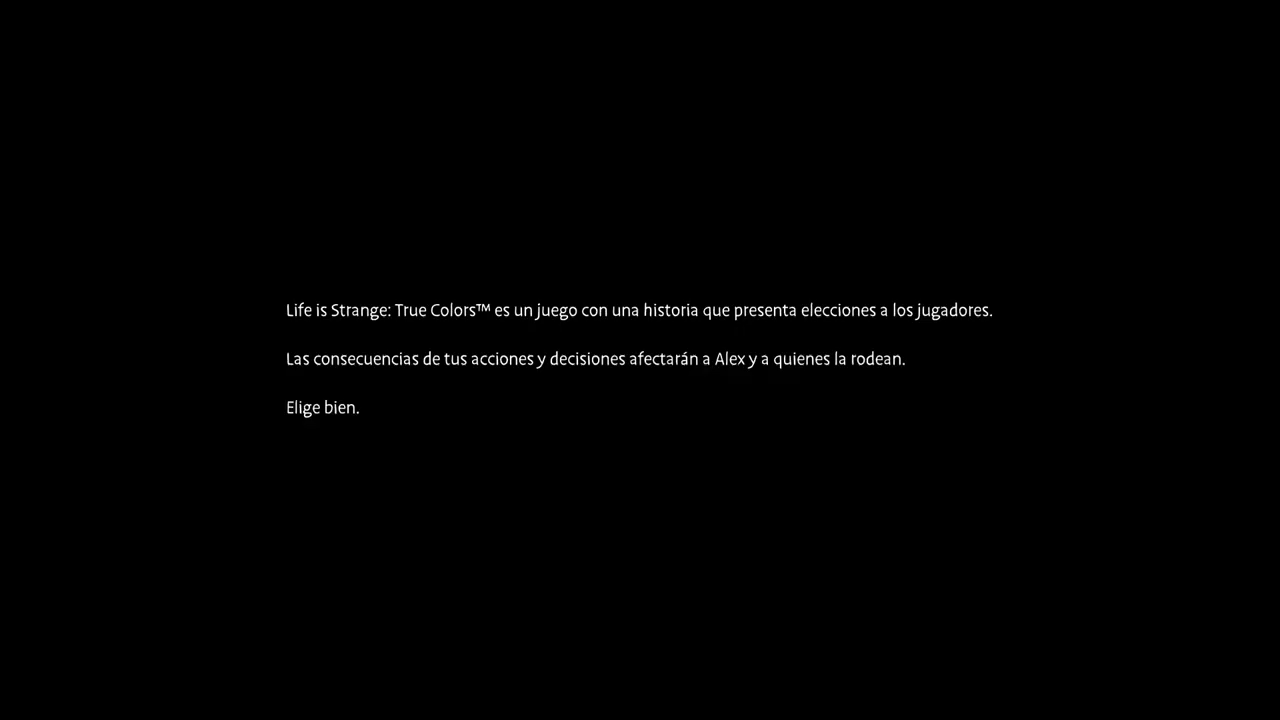 Life is Strange: True Colors™ es un juego con una historia que presenta elecciones a los jugadores.
Las consecuencias de tus acciones y decisiones afectarán a Alex y a quienes la rodean.
Elige bien.